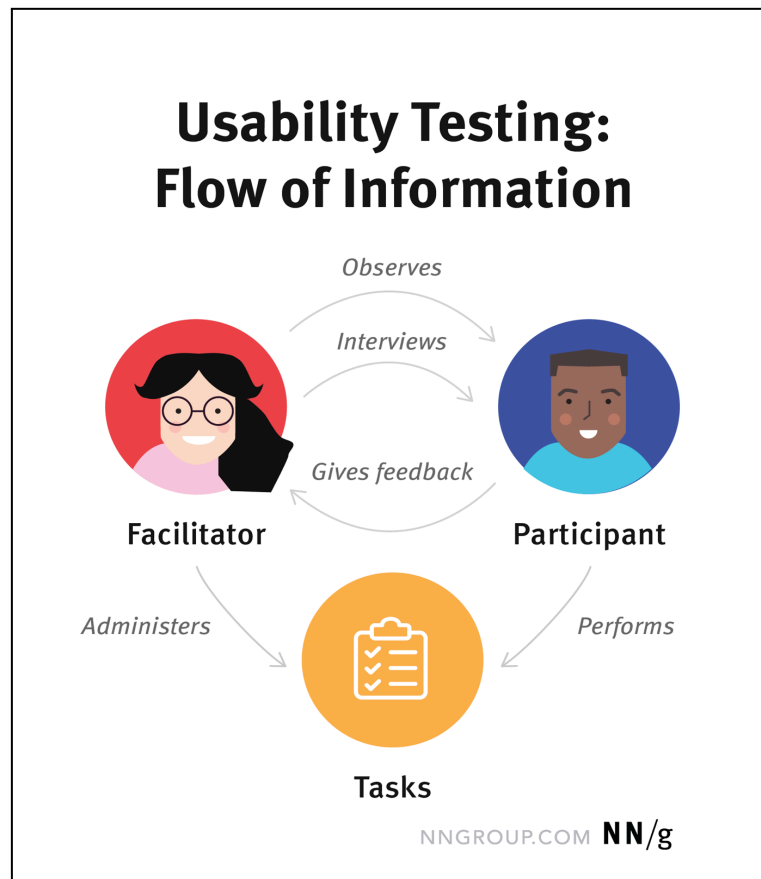 Usability Testing:
Flow of Information
Observes
Interviews
Gives feedback
Facilitator
Participant
Administers
Performs
Tasks
NNGROUP.COM NN/g